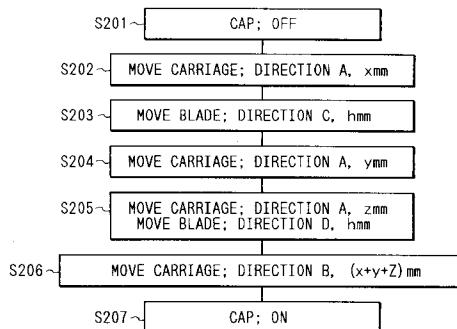 S201 CAP; OFF
S202 MOVE CARRIAGE; DIRECTION A, xmm
S203 MOVE BLADE; DIRECTION C, hmm
S204 MOVE CARRIAGE; DIRECTION A, ymm
S205 MOVE CARRIAGE; DIRECTION A, zmm
MOVE BLADE; DIRECTION D, hmm
S206 MOVE CARRIAGE; DIRECTION B, (x+y+Z)mm
S207 CAP; ON